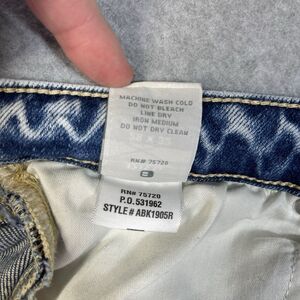 MACHINE WASH COLD
DO NOT BLEACH
LINE DRY
IRON MEDIUM
DO NOT DRY CLEAN
RN# 75720
RN# 75720
P.O. 531962
STYLE # ABK1905R